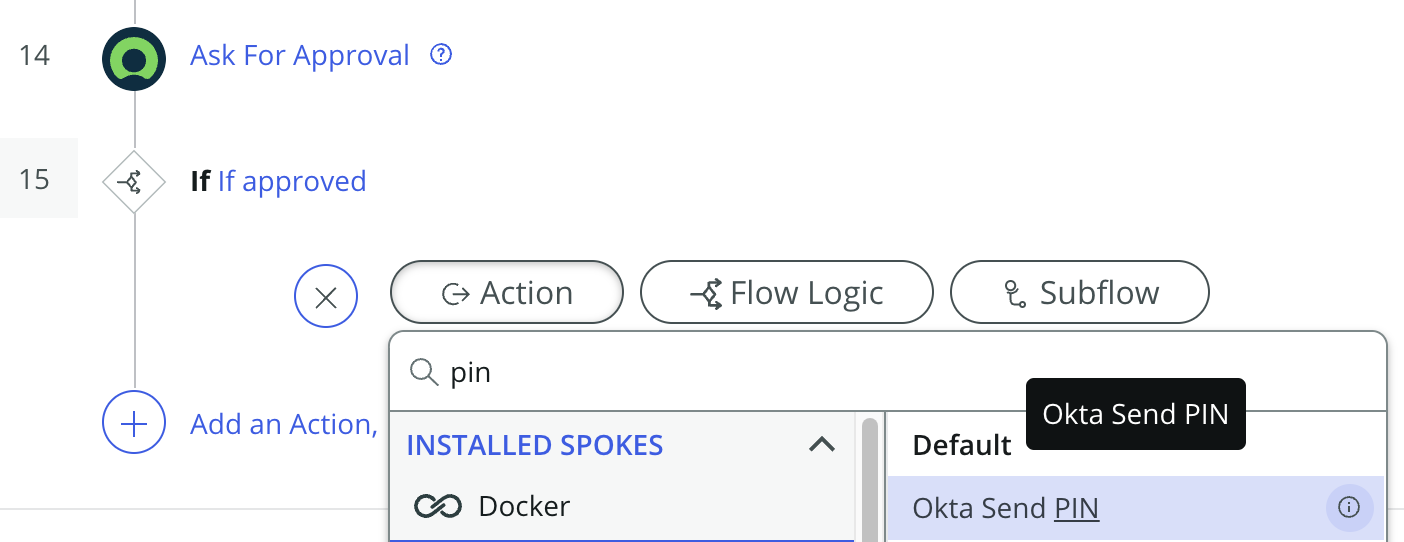 14 Ask For Approval
15 If If approved
Action Flow Logic Subflow
pin
Okta Send PIN
Add an Action,
INSTALLED SPOKES
Default
Docker
Okta Send PIN